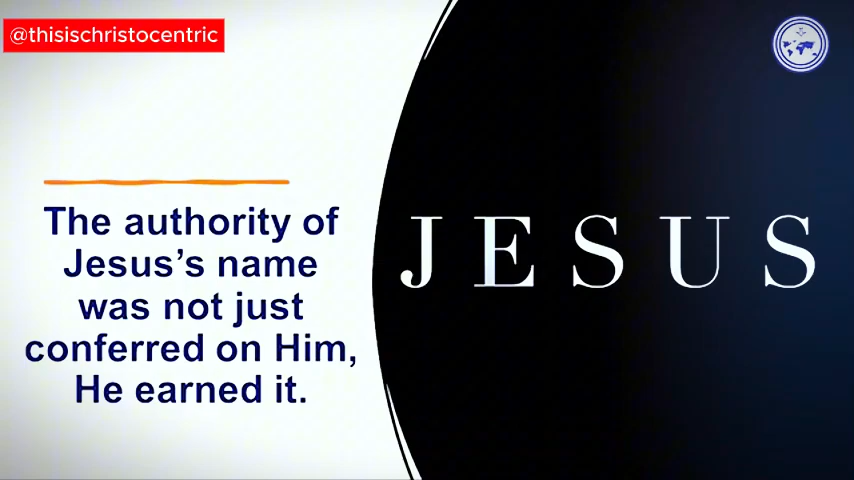 @thisischristocentric
The authority of
Jesus's name
was not just
conferred on Him,
He earned it.
JESUS